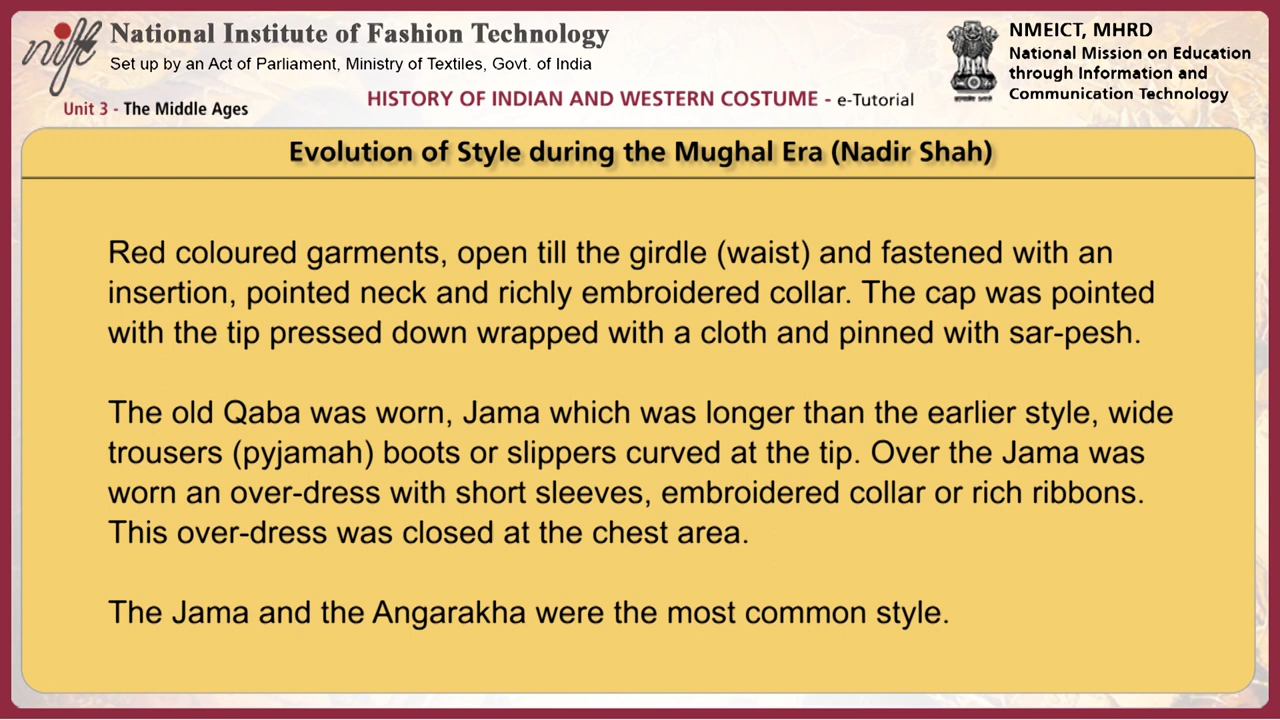 nift
National Institute of Fashion Technology
Set up by an Act of Parliament, Ministry of Textiles, Govt. of India
NMEICT, MHRD
National Mission on Education
through Information and
Communication Technology
Unit 3 - The Middle Ages
HISTORY OF INDIAN AND WESTERN COSTUME - e-Tutorial
Evolution of Style during the Mughal Era (Nadir Shah)
Red coloured garments, open till the girdle (waist) and fastened with an
insertion, pointed neck and richly embroidered collar. The cap was pointed
with the tip pressed down wrapped with a cloth and pinned with sar-pesh.
The old Qaba was worn, Jama which was longer than the earlier style, wide
trousers (pyjamah) boots or slippers curved at the tip. Over the Jama was
worn an over-dress with short sleeves, embroidered collar or rich ribbons.
This over-dress was closed at the chest area.
The Jama and the Angarakha were the most common style.